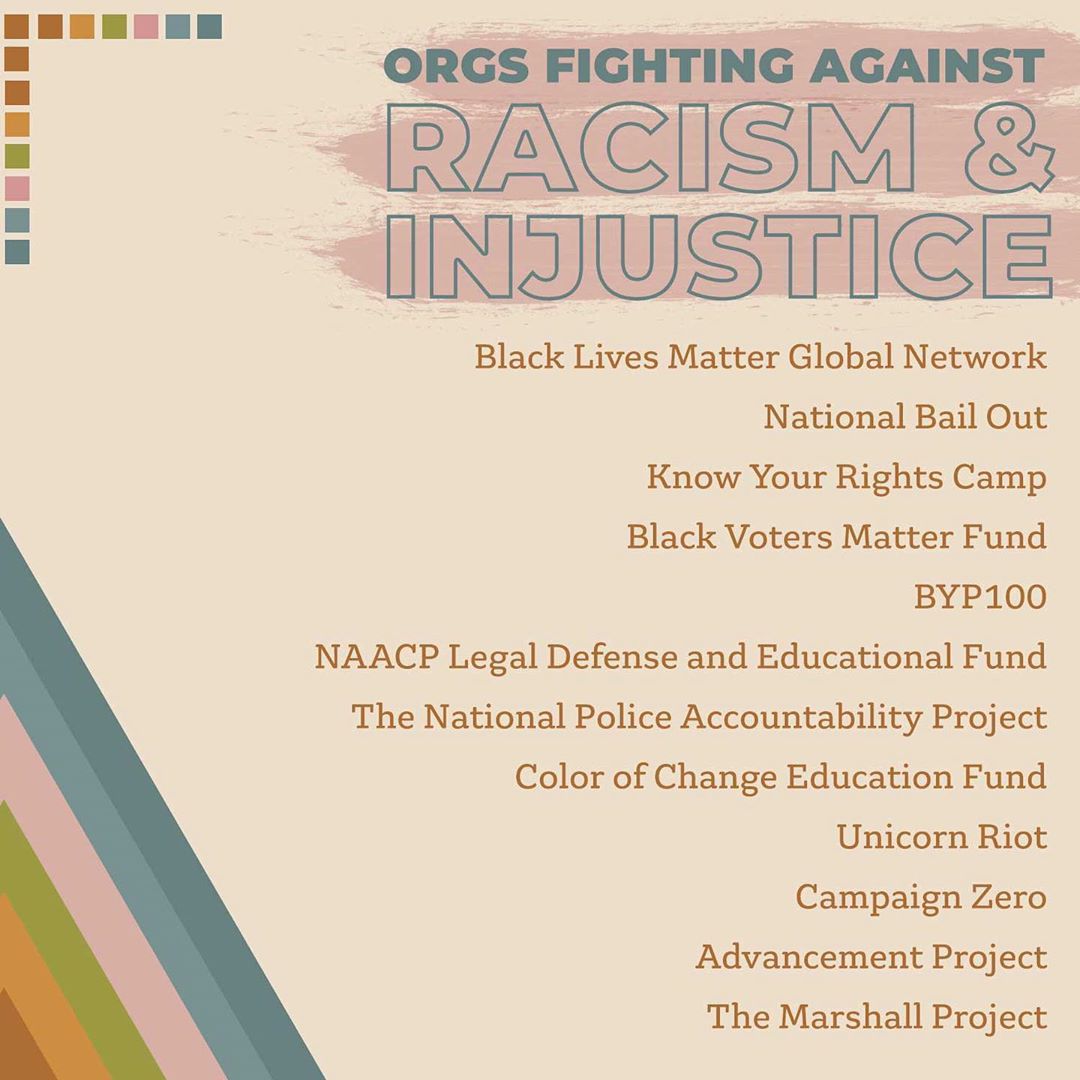 ORGS FIGHTING AGAINST
RACISM &
INJUSTICE
Black Lives Matter Global Network
National Bail Out
Know Your Rights Camp
Black Voters Matter Fund
BYP100
NAACP Legal Defense and Educational Fund
The National Police Accountability Project
Color of Change Education Fund
Unicorn Riot
Campaign Zero
Advancement Project
The Marshall Project